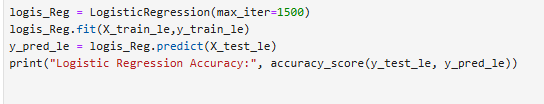 logis_Reg = LogisticRegression(max_iter=1500)
logis_Reg.fit(X_train_le,y_train_le)
y_pred_le = logis_Reg.predict(X_test_le)
print("Logistic Regression Accuracy:", accuracy_score(y_test_le, y_pred_le))